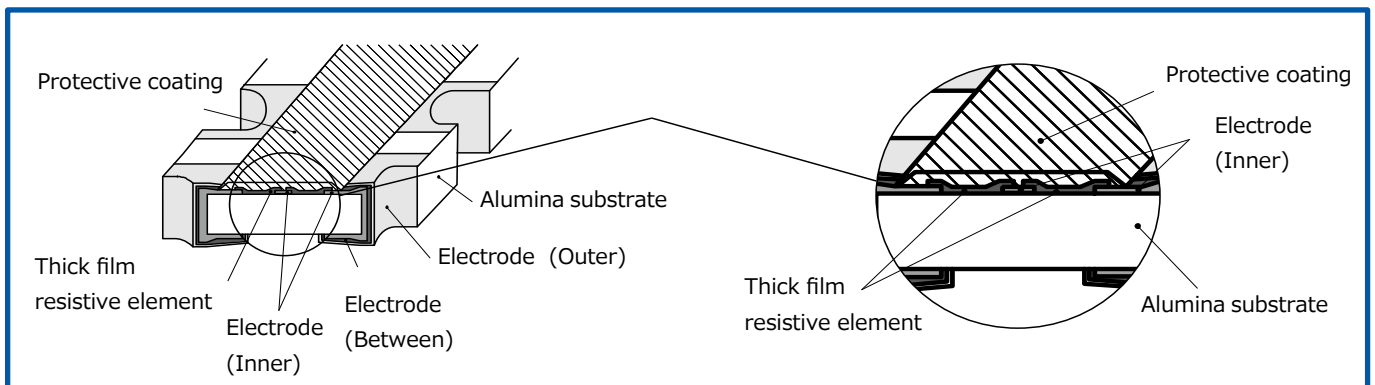 Protective coating
Alumina substrate
Electrode (Outer)
Thick film
resistive element
Electrode
(Inner)
Electrode
(Between)
Protective coating
Electrode
(Inner)
Thick film
resistive element
Alumina substrate